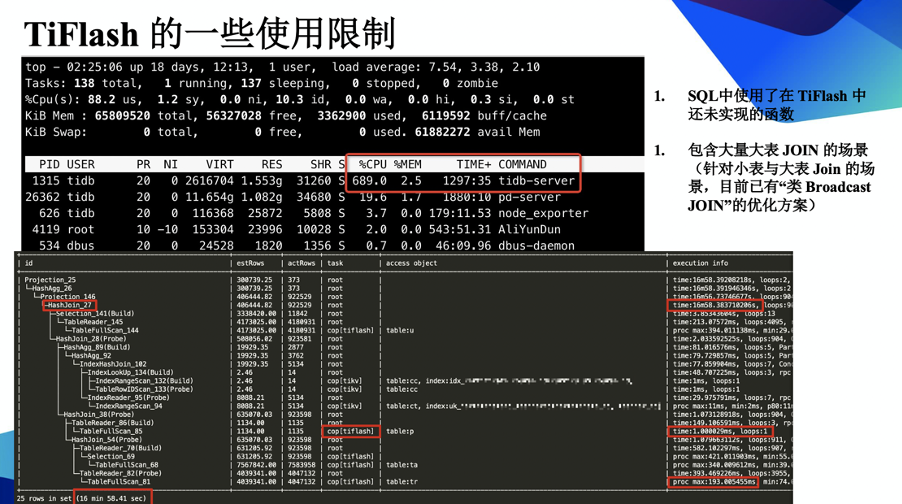 TiFlash 的一些使用限制
top - 02:25:06 up 18 days, 12:13, 1 user, load average: 7.54, 3.38, 2.10
Tasks: 138 total, 1 running, 137 sleeping, 0 stopped, 0 zombie
%Cpu(s): 88.2 us, 1.2 sy, 0.0 ni, 10.3 id, 0.0 wa, 0.0 hi, 0.3 si, 0.0 st
KiB Mem : 65809520 total, 56327028 free, 3362900 used, 6119592 buff/cache
KiB Swap: 0 total, 0 free, 0 used. 61882272 avail Mem
PID USER PR NI VIRT RES SHR S %CPU %MEM TIME+ COMMAND
1315 tidb 20 0 2616704 1.553g 31260 S 689.0 2.5 1297:35 tidb-server
26362 tidb 20 0 11.654g 1.082g 34680 S 19.6 1.7 1880:10 pd-server
626 tidb 20 0 116368 25872 5808 S 3.7 0.0 179:11.53 node_exporter
4119 root 10 -10 153304 23996 10028 S 2.0 0.0 543:51.31 AliYunDun
534 dbus 20 0 24528 1820 1356 S 0.7 0.0 46:09.96 dbus-daemon
1. SQL中使用了在 TiFlash 中
还未实现的函数
1. 包含大量大表 JOIN 的场景
（针对小表与大表 Join 的场
景，目前已有“类 Broadcast
JOIN”的优化方案）
| id | estRows | actRows | task | access object | execution info
| Projection_25 | 300739.25 | 373 | root | | time:16m58.39208218s, loops:2,
| └─HashAgg_26 | 300739.25 | 373 | root | | time:16m58.391946346s, loops:2
| └─Projection_146 | 406444.82 | 922529 | root | | time:16m56.73746677s, loops:90
| └─HashJoin_27 | 406444.82 | 922529 | root | | time:16m58.383710206s, loops:9
| ├─Selection_141(Build) | 3338420.00 | 11842 | root | | time:3.853043604s, loops:13
| │ └─TableReader_145 | 4173025.00 | 4180931 | root | | time:213.07572ms, loops:4095,
| │ └─TableFullScan_144 | 4173025.00 | 4180931 | cop[tiflash] | table:u | proc max:394.011138ms, min:29.
| └─HashJoin_28(Probe) | 508056.02 | 923581 | root | | time:2.033592525s, loops:904,
| ├─HashAgg_89(Build) | 19929.35 | 2877 | root | | time:81.016576ms, loops:5, Part
| │ └─HashAgg_92 | 19929.35 | 3762 | root | | time:79.729857ms, loops:5, Part
| │ └─IndexHashJoin_102 | 19929.35 | 5134 | root | | time:77.859904ms, loops:7, Conc
| │ ├─IndexLookUp_134(Build) | 2.46 | 14 | root | | time:48.707225ms, loops:3, rpc
| │ │ ├─IndexRangeScan_132(Build) | 2.46 | 14 | cop[tikv] | table:cc, index:idx_ | time:1ms, loops:1
| │ │ └─TableRowIDScan_133(Probe) | 2.46 | 14 | cop[tikv] | table:cc | time:1ms, loops:1
| │ └─IndexReader_95(Probe) | 8088.21 | 5134 | root | | time:29.975791ms, loops:7, rpc
| │ └─IndexRangeScan_94 | 8088.21 | 5134 | cop[tikv] | table:ct, index:uk_ | proc max:11ms, min:2ms, p80:11m
| └─HashJoin_38(Probe) | 635070.03 | 923598 | root | | time:1.073128918s, loops:904,
| ├─TableReader_86(Build) | 1134.00 | 1135 | root | | time:149.106591ms, loops:3, rpc
| │ └─TableFullScan_85 | 1134.00 | 1135 | cop[tiflash] | table:p | time:1.000029ms, loops:1
| └─HashJoin_54(Probe) | 635070.03 | 923598 | root | | time:1.079663112s, loops:911,
| ├─TableReader_70(Build) | 631205.92 | 923598 | root | | time:582.102297ms, loops:907,
| │ └─Selection_69 | 631205.92 | 923598 | cop[tiflash] | | proc max:421.011903ms, min:55.
| │ └─TableFullScan_68 | 7567842.00 | 7583958 | cop[tiflash] | table:ta | proc max:340.009612ms, min:39.
| └─TableReader_82(Probe) | 4039341.00 | 4047132 | root | | time:393.469226ms, loops:3955,
| └─TableFullScan_81 | 4039341.00 | 4047132 | cop[tiflash] | table:tr | proc max:193.005455ms, min:74.
25 rows in set (16 min 58.41 sec)